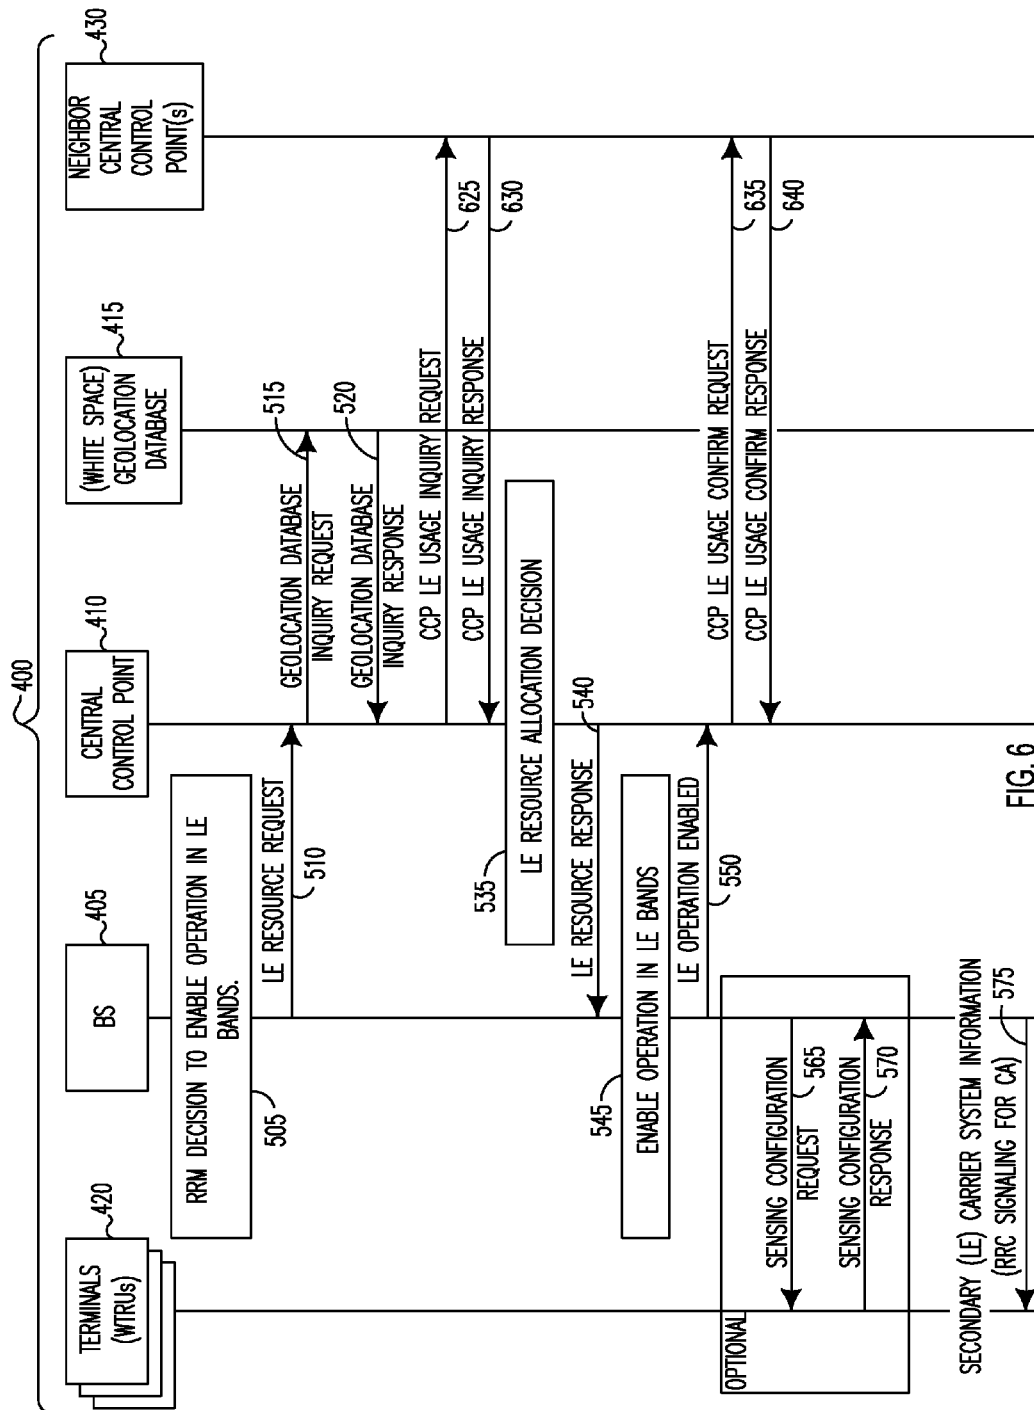 400
TERMINALS
(WTRUs)
420
BS
405
CENTRAL
CONTROL POINT
410
(WHITE SPACE)
GEOLOCATION
DATABASE
415
NEIGHBOR
CENTRAL
CONTROL
POINT(s)
430
RRM DECISION TO ENABLE OPERATION IN LE
BANDS.
505
LE RESOURCE REQUEST
510
GEOLOCATION DATABASE
INQUIRY REQUEST
515
GEOLOCATION DATABASE
INQUIRY RESPONSE
520
CCP LE USAGE INQUIRY REQUEST
625
CCP LE USAGE INQUIRY RESPONSE
630
LE RESOURCE ALLOCATION DECISION
535
LE RESOURCE RESPONSE
540
ENABLE OPERATION IN LE BANDS
545
LE OPERATION ENABLED
550
CCP LE USAGE CONFIRM REQUEST
635
CCP LE USAGE CONFIRM RESPONSE
640
OPTIONAL
SENSING CONFIGURATION
REQUEST
565
SENSING CONFIGURATION
RESPONSE
570
SECONDARY (LE) CARRIER SYSTEM INFORMATION
(RRC SIGNALING FOR CA)
575
FIG. 6